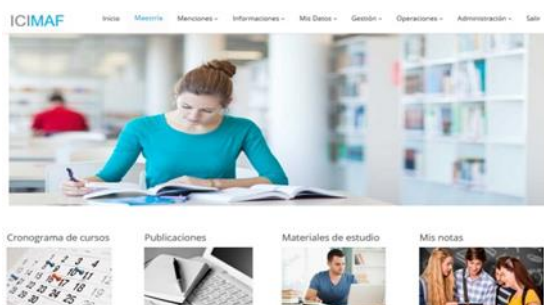 ICIMAF
Inicio Maestría Menciones Informaciones Mis Datos Gestión Operaciones Administración Salir
Cronograma de cursos Publicaciones Materiales de estudio Mis notas